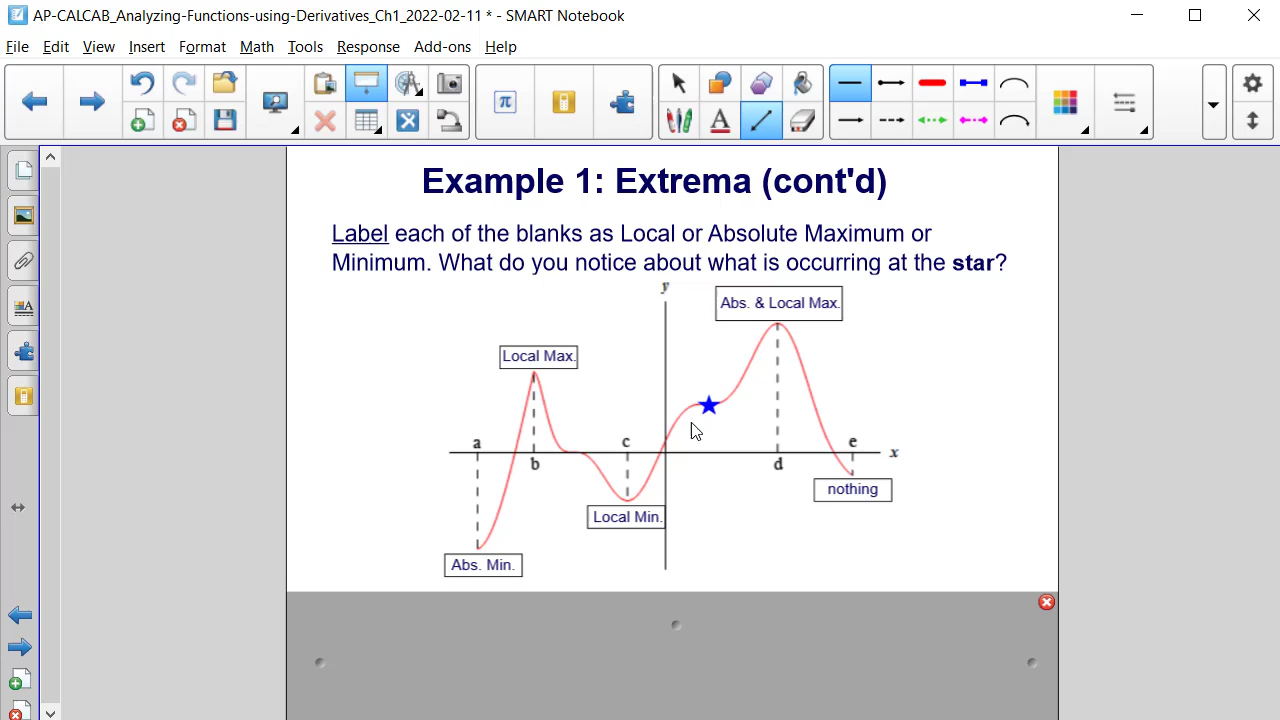 AP-CALCAB_Analyzing-Functions-using-Derivatives_Ch1_2022-02-11 * - SMART Notebook
File Edit View Insert Format Math Tools Response Add-ons Help
π
A
Example 1: Extrema (cont'd)
Label each of the blanks as Local or Absolute Maximum or
Minimum. What do you notice about what is occurring at the star?
y
Abs. & Local Max.
Local Max.
a
c
e
x
b
d
nothing
Local Min.
Abs. Min.